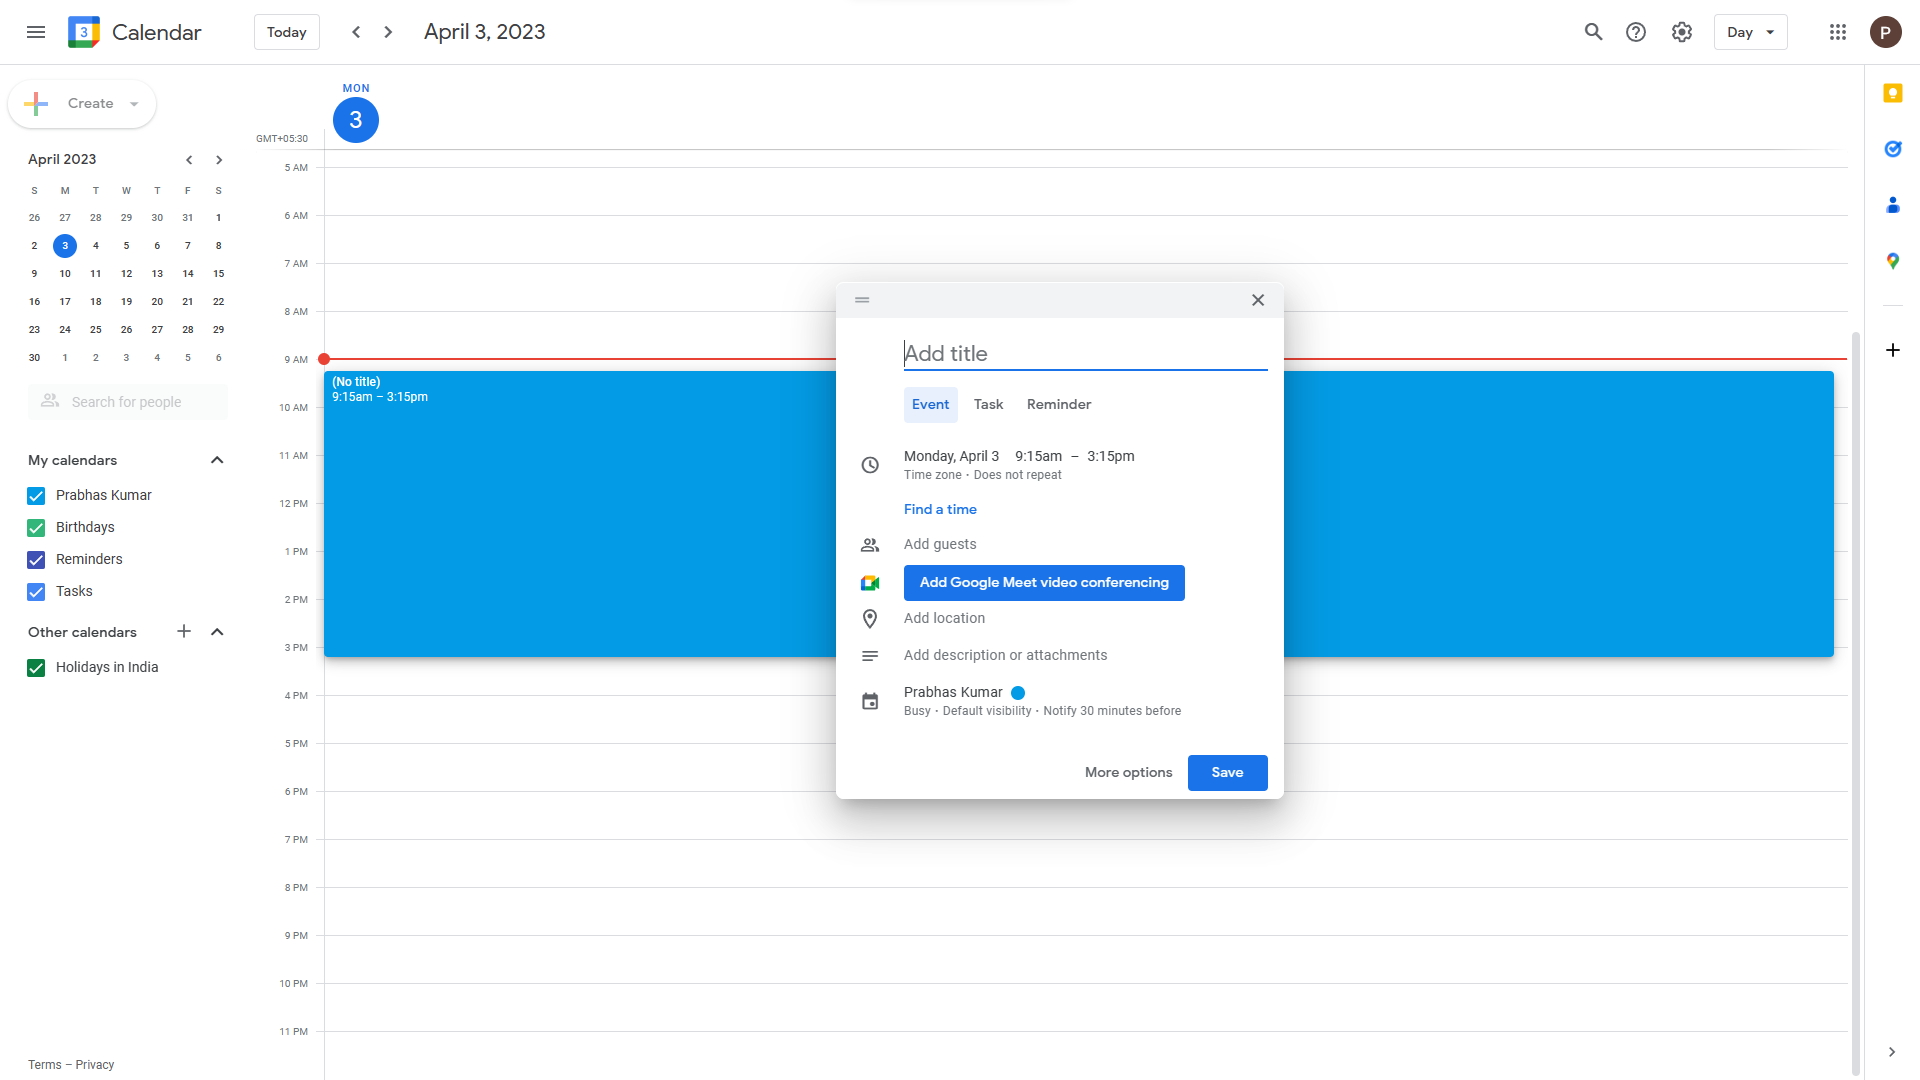 3 Calendar Today April 3, 2023 Day P
Create
April 2023
S M T W T F S
26 27 28 29 30 31 1
2 3 4 5 6 7 8
9 10 11 12 13 14 15
16 17 18 19 20 21 22
23 24 25 26 27 28 29
30 1 2 3 4 5 6
Search for people
My calendars
Prabhas Kumar
Birthdays
Reminders
Tasks
Other calendars
Holidays in India
Terms – Privacy
MON
3
GMT+05:30
5 AM
6 AM
7 AM
8 AM
9 AM
10 AM
11 AM
12 PM
1 PM
2 PM
3 PM
4 PM
5 PM
6 PM
7 PM
8 PM
9 PM
10 PM
11 PM
(No title)
9:15am – 3:15pm
Add title
Event Task Reminder
Monday, April 3 9:15am – 3:15pm
Time zone · Does not repeat
Find a time
Add guests
Add Google Meet video conferencing
Add location
Add description or attachments
Prabhas Kumar
Busy · Default visibility · Notify 30 minutes before
More options Save